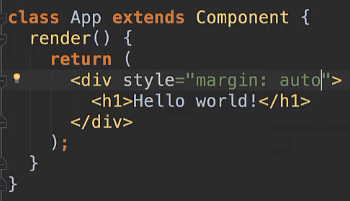 class App extends Component {
render() {
return (
<div style="margin: auto">
<h1>Hello world!</h1>
</div>
);
}
}